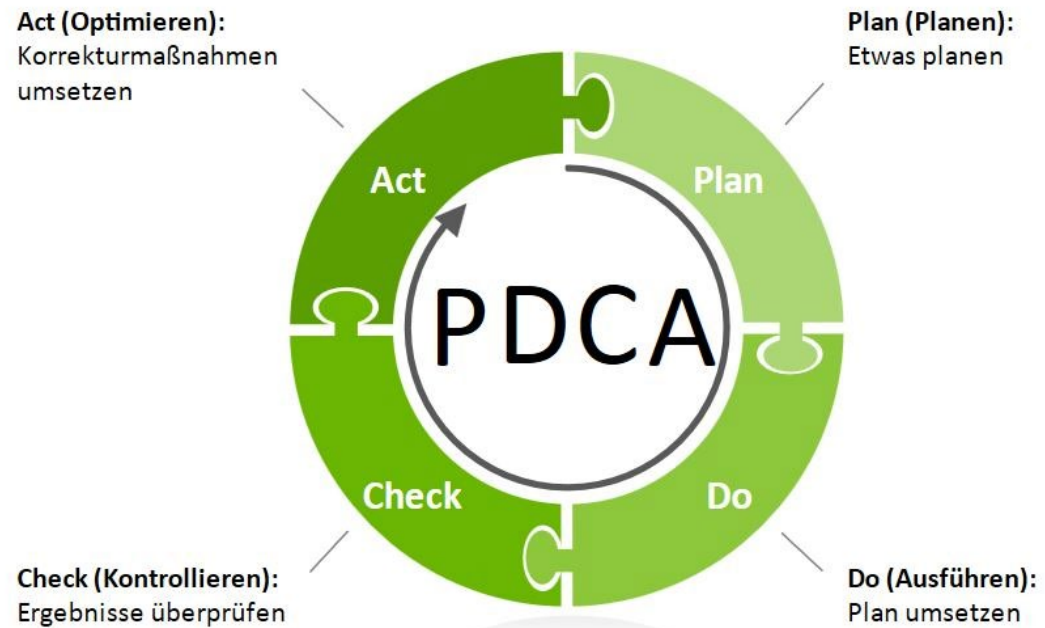 Act (Optimieren):
Korrekturmaßnahmen
umsetzen
Plan (Planen):
Etwas planen
Act
Plan
PDCA
Check
Do
Check (Kontrollieren):
Ergebnisse überprüfen
Do (Ausführen):
Plan umsetzen